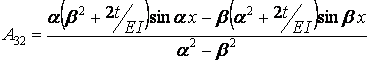 A₃₂ = α(β² + 2t/EI) sin αx − β(α² + 2t/EI) sin βx / α² − β²